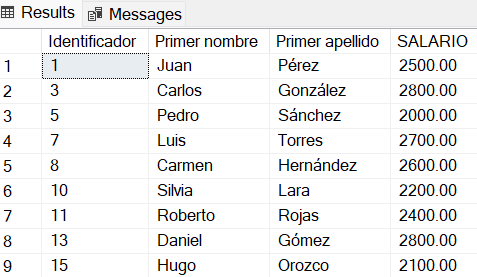 Results Messages
Identificador Primer nombre Primer apellido SALARIO
1 1 Juan Pérez 2500.00
2 3 Carlos González 2800.00
3 5 Pedro Sánchez 2000.00
4 7 Luis Torres 2700.00
5 8 Carmen Hernández 2600.00
6 10 Silvia Lara 2200.00
7 11 Roberto Rojas 2400.00
8 13 Daniel Gómez 2800.00
9 15 Hugo Orozco 2100.00